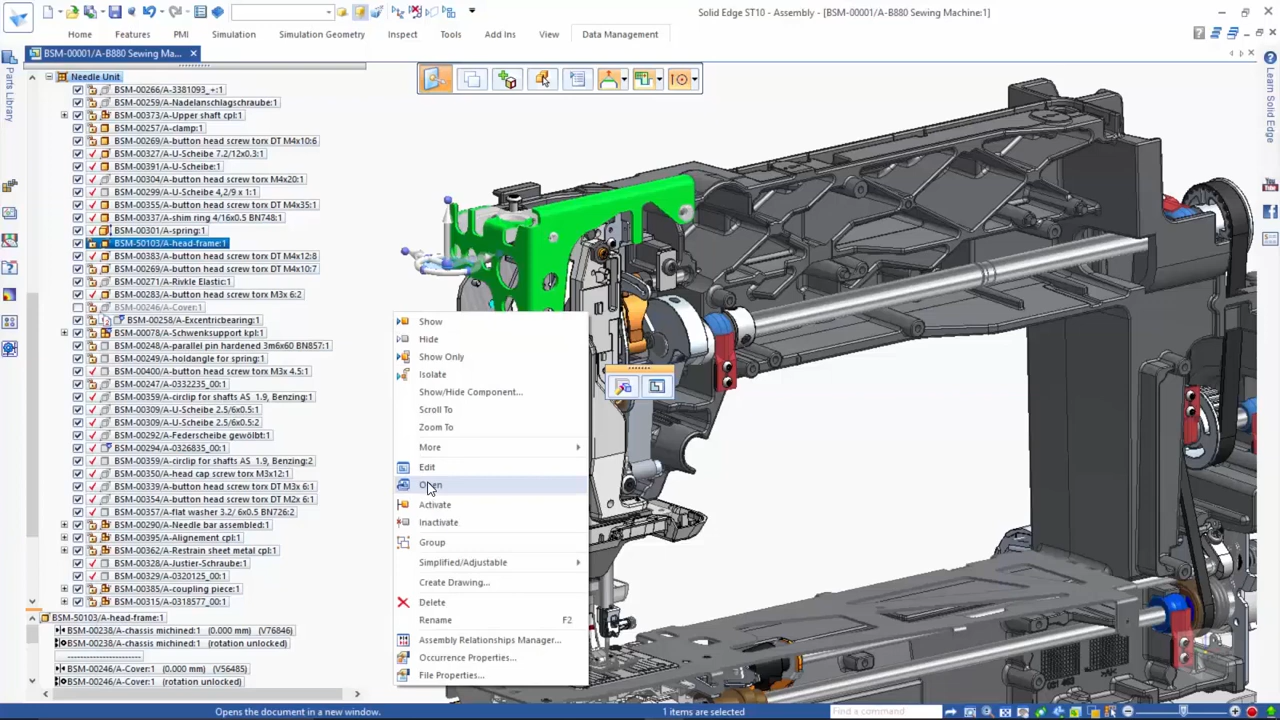 Solid Edge ST10 - Assembly - [BSM-00001/A-B880 Sewing Machine:1]
Home
Features
PMI
Simulation
Simulation Geometry
Inspect
Tools
Add Ins
View
Data Management
BSM-00001/A-B880 Sewing Ma...
Parts Library
Learn Solid Edge
Needle Unit
BSM-00266/A-3381093_÷:1
BSM-00259/A-Nadelanschlagschraube:1
BSM-00373/A-Upper shaft cpl:1
BSM-00257/A-clamp:1
BSM-00269/A-button head screw torx DT M4x10:6
BSM-00327/A-U-Scheibe 7.2/12x0.3:1
BSM-00391/A-U-Scheibe:1
BSM-00304/A-button head screw torx M4x20:1
BSM-00299/A-U-Scheibe 4,2/9 x 1:1
BSM-00355/A-button head screw torx DT M4x35:1
BSM-00337/A-shim ring 4/16x0.5 BN748:1
BSM-00301/A-spring:1
BSM-50103/A-head-frame:1
BSM-00383/A-button head screw torx DT M4x12:8
BSM-00269/A-button head screw torx DT M4x10:7
BSM-00271/A-Rivkle Elastic:1
BSM-00283/A-button head screw torx M3x 6:2
BSM-00246/A-Cover:1
BSM-00258/A-Excentricbearing:1
BSM-00078/A-Schwenksupport kpl:1
BSM-00248/A-parallel pin hardened 3m6x60 BN857:1
BSM-00249/A-holdangle for spring:1
BSM-00400/A-button head screw torx M3x 4.5:1
BSM-00247/A-0332235_00:1
BSM-00359/A-circlip for shafts AS  1.9, Benzing:1
BSM-00309/A-U-Scheibe 2.5/6x0.5:1
BSM-00309/A-U-Scheibe 2.5/6x0.5:2
BSM-00292/A-Federscheibe gewölbt:1
BSM-00294/A-0326835_00:1
BSM-00359/A-circlip for shafts AS  1.9, Benzing:2
BSM-00350/A-head cap screw torx M3x12:1
BSM-00339/A-button head screw torx DT M3x 6:1
BSM-00354/A-button head screw torx DT M2x 6:1
BSM-00357/A-flat washer 3.2/ 6x0.5 BN726:2
BSM-00290/A-Needle bar assembled:1
BSM-00395/A-Alignement cpl:1
BSM-00362/A-Restrain sheet metal cpl:1
BSM-00328/A-Justier-Schraube:1
BSM-00329/A-0320125_00:1
BSM-00385/A-coupling piece:1
BSM-00315/A-0318577_00:1
BSM-50103/A-head-frame:1
BSM-00238/A-chassis michined:1  (0.000 mm)  (V76846)
BSM-00238/A-chassis michined:1  (rotation unlocked)
BSM-00246/A-Cover:1  (0.000 mm)  (V56485)
BSM-00246/A-Cover:1  (rotation unlocked)
Show
Hide
Show Only
Isolate
Show/Hide Component...
Scroll To
Zoom To
More
Edit
Open
Activate
Inactivate
Group
Simplified/Adjustable
Create Drawing...
Delete
Rename F2
Assembly Relationships Manager...
Occurrence Properties...
File Properties...
Opens the document in a new window.
1 items are selected
Find a command